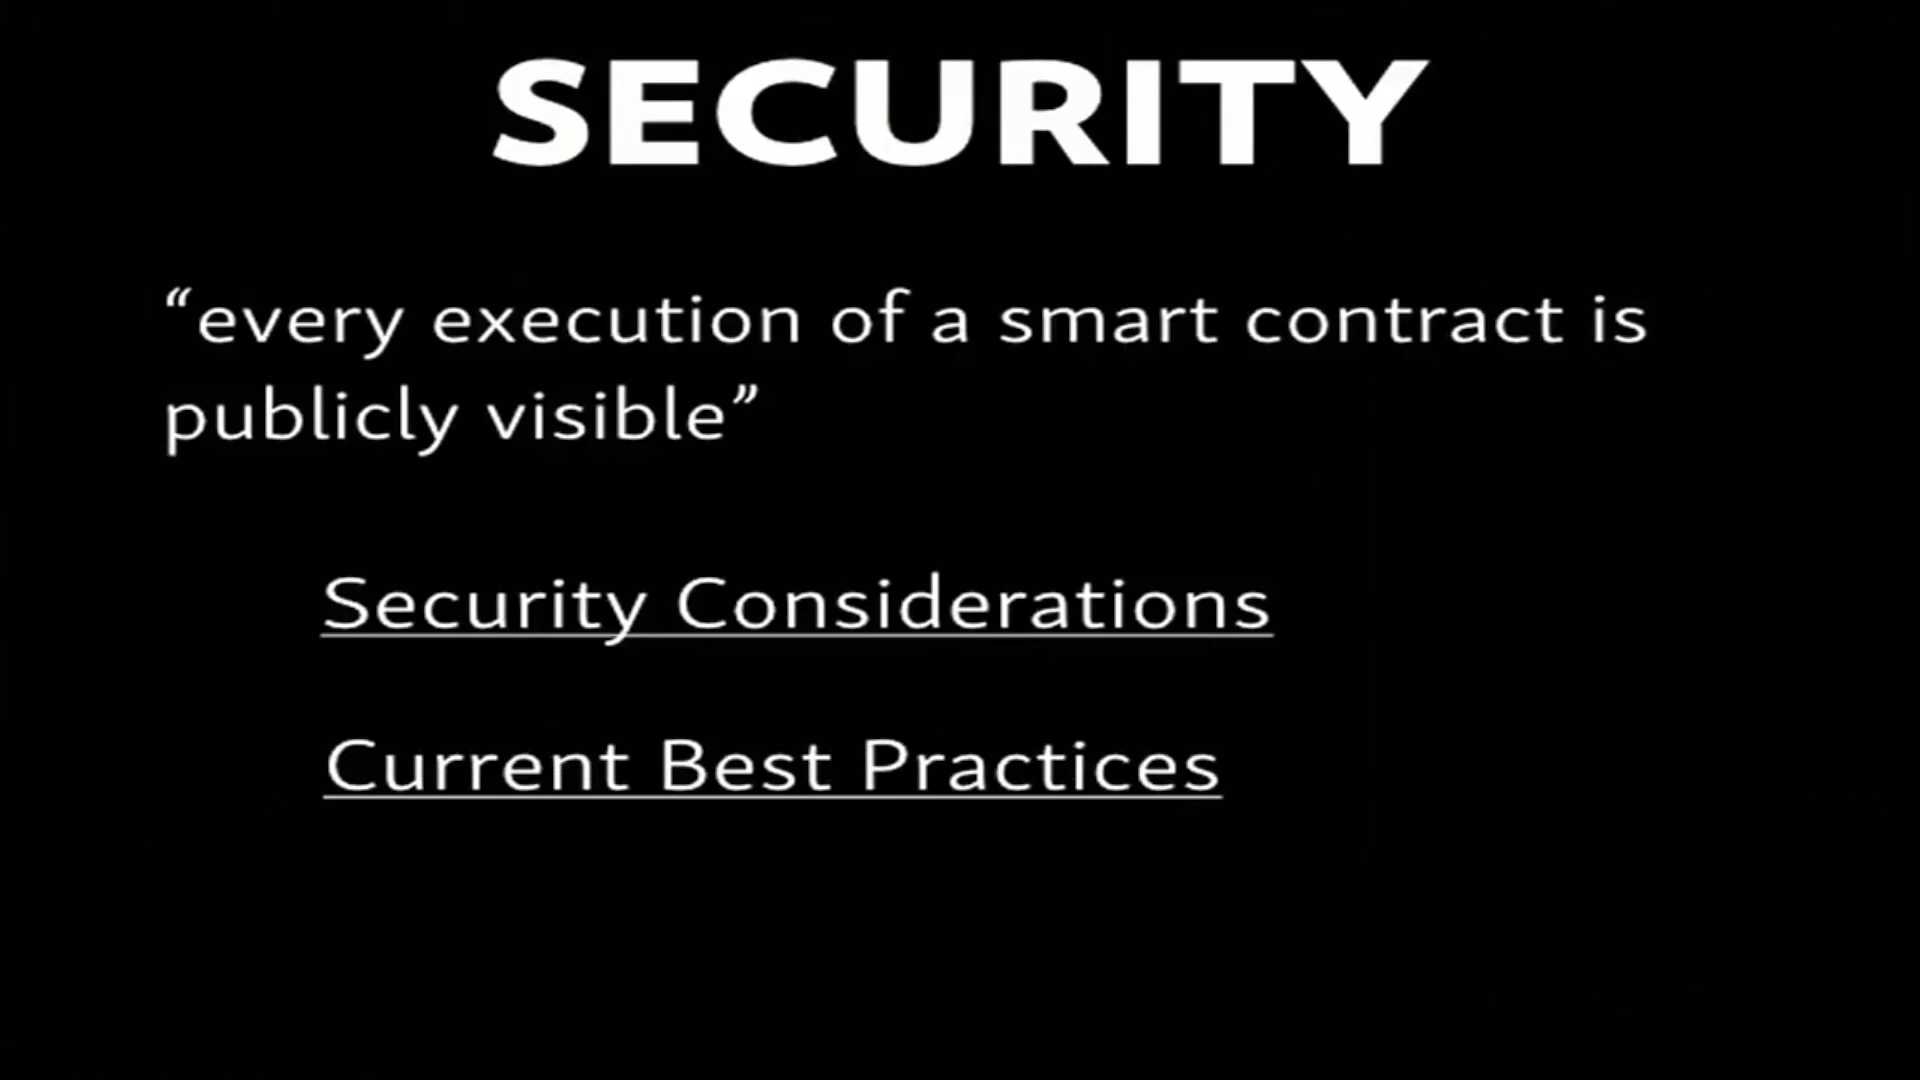 SECURITY
“every execution of a smart contract is
publicly visible”
Security Considerations
Current Best Practices